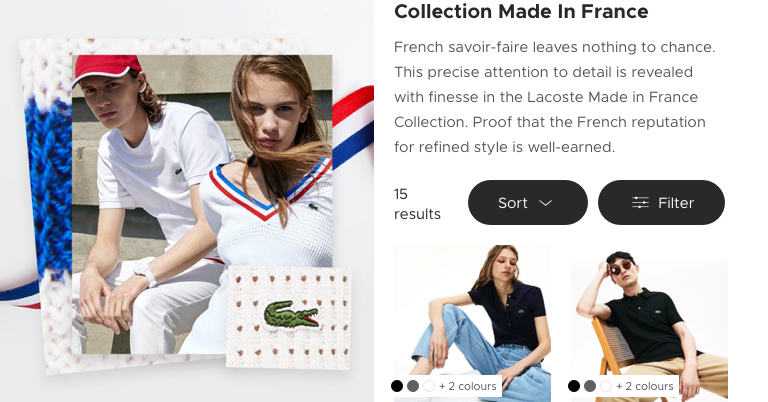 Collection Made In France
French savoir-faire leaves nothing to chance.
This precise attention to detail is revealed
with finesse in the Lacoste Made in France
Collection. Proof that the French reputation
for refined style is well-earned.
15
results
Sort
Filter
+ 2 colours
+ 2 colours